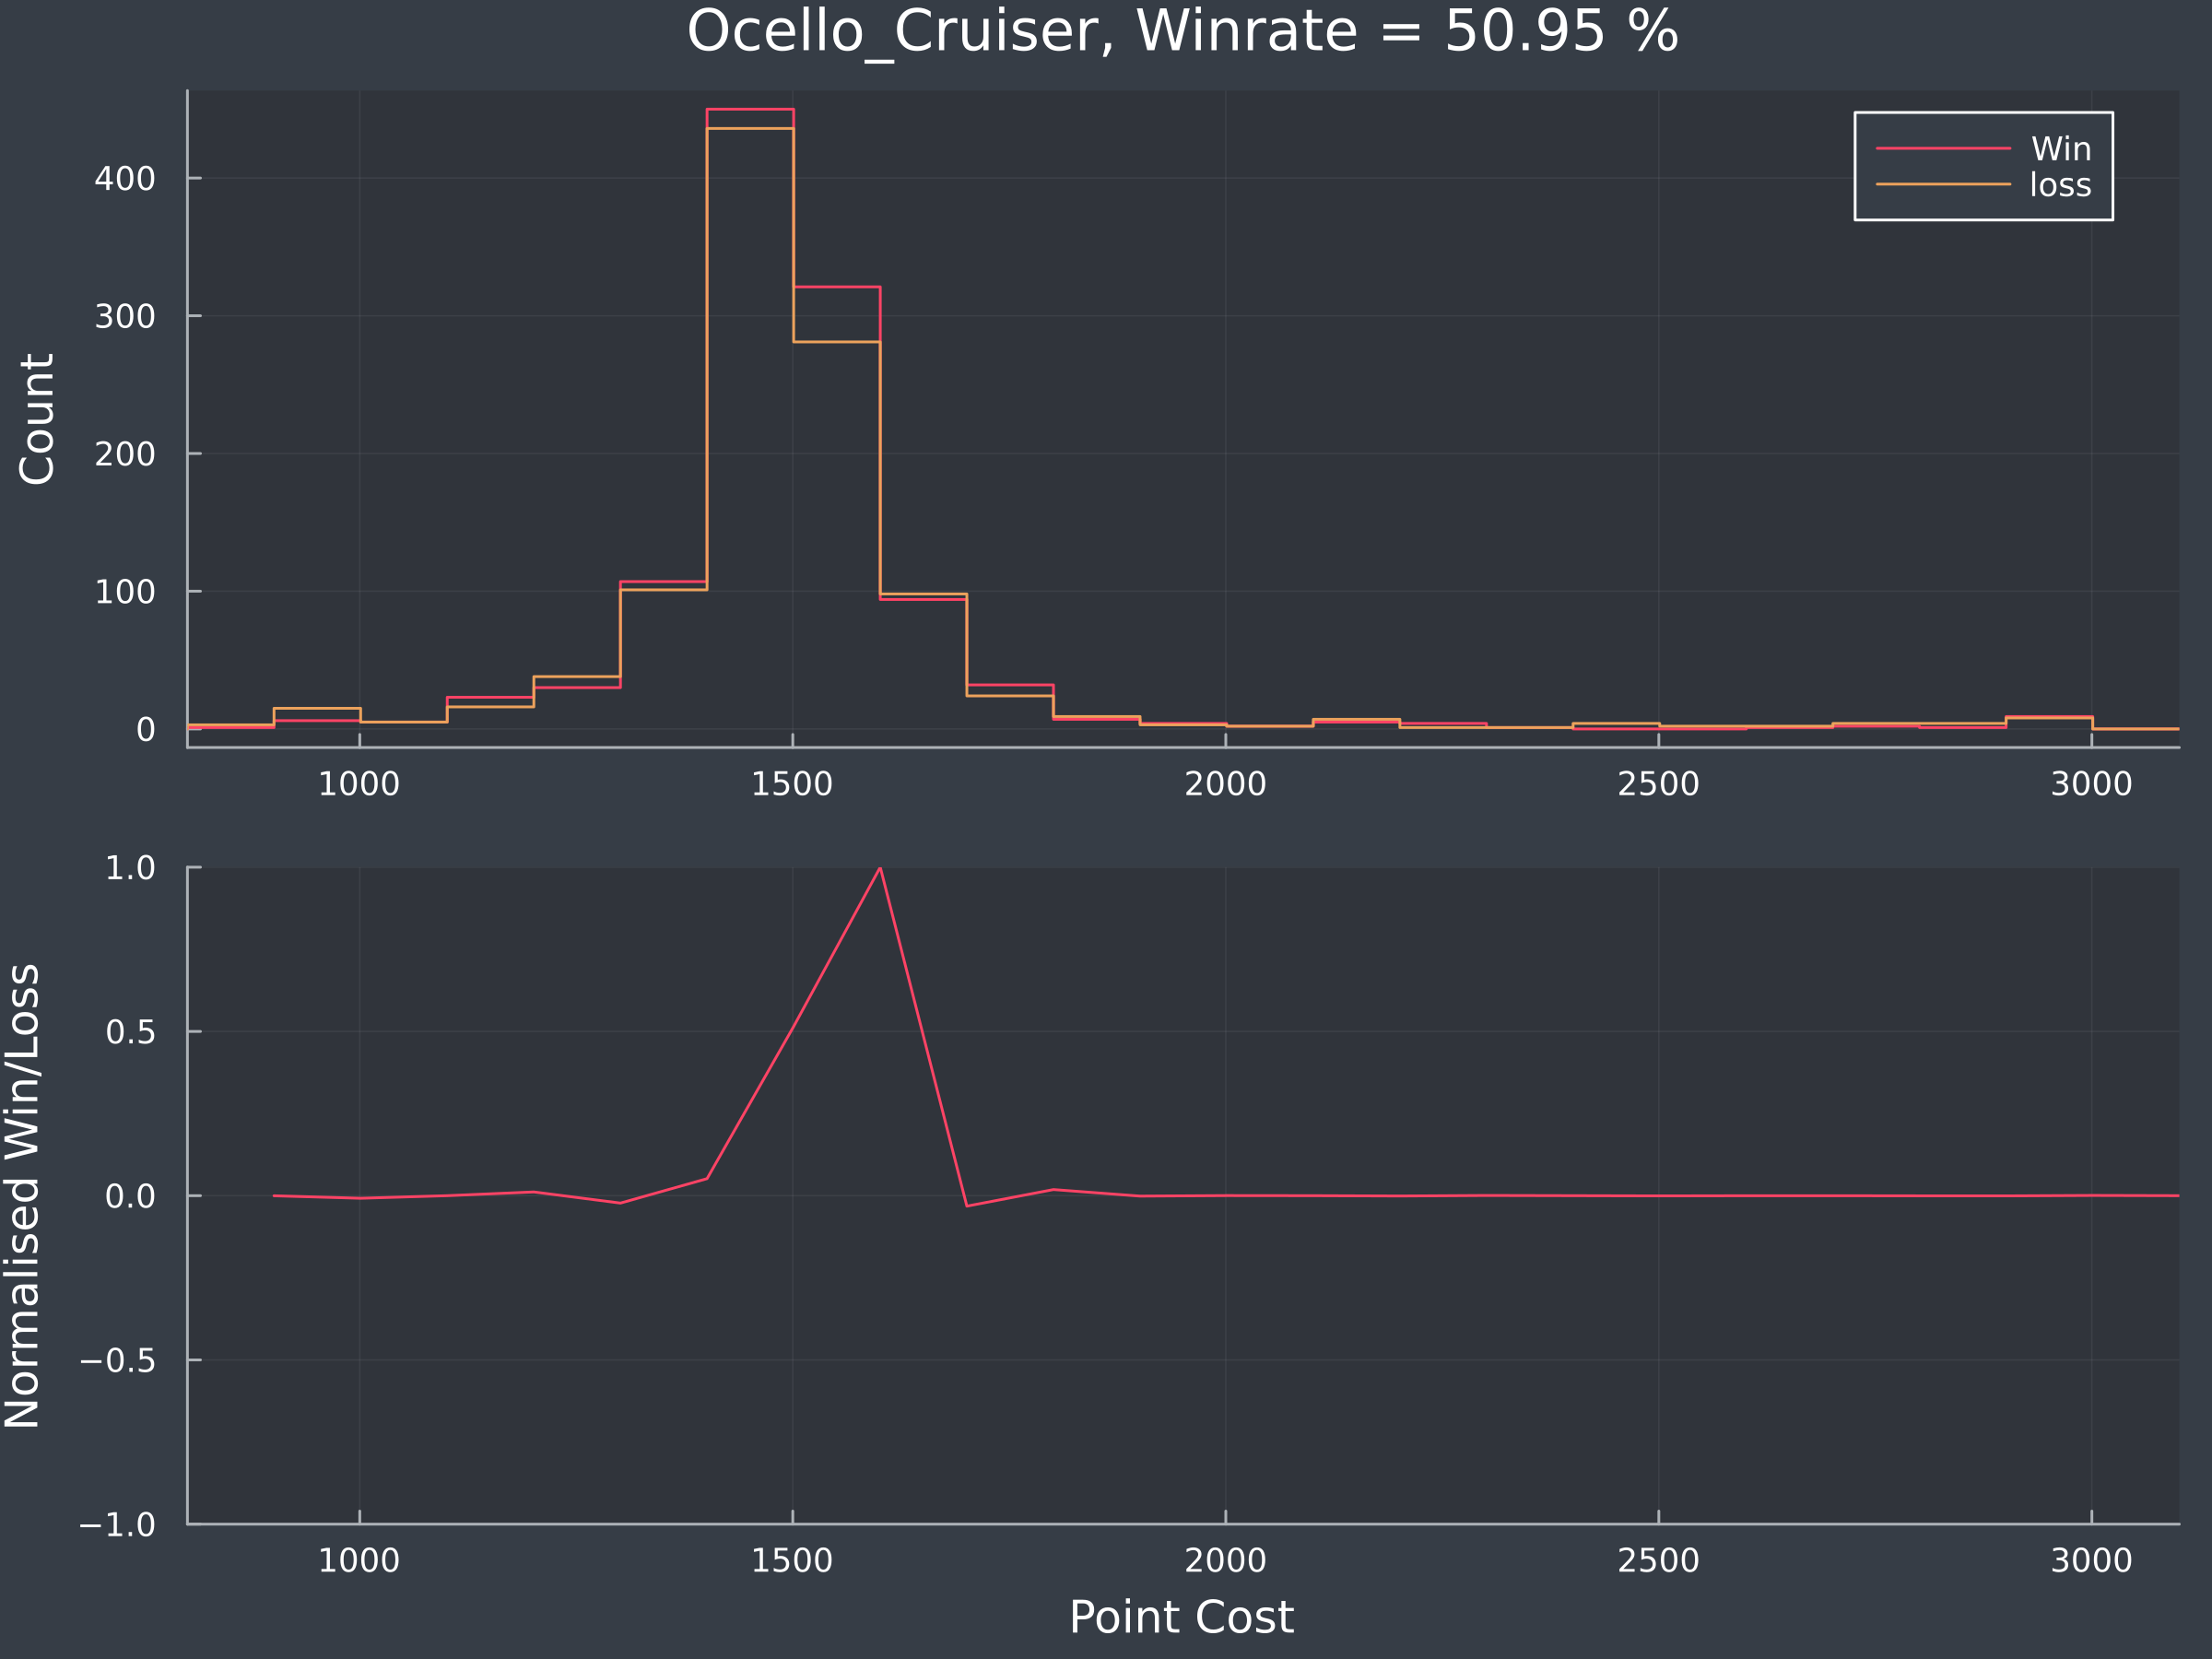 Ocello_Cruiser, Winrate = 50.95 %
Count
400
300
200
100
0
Win
loss
1000 1500 2000 2500 3000
Normalised Win/Loss
1.0
0.5
0.0
−0.5
−1.0
1000 1500 2000 2500 3000
Point Cost